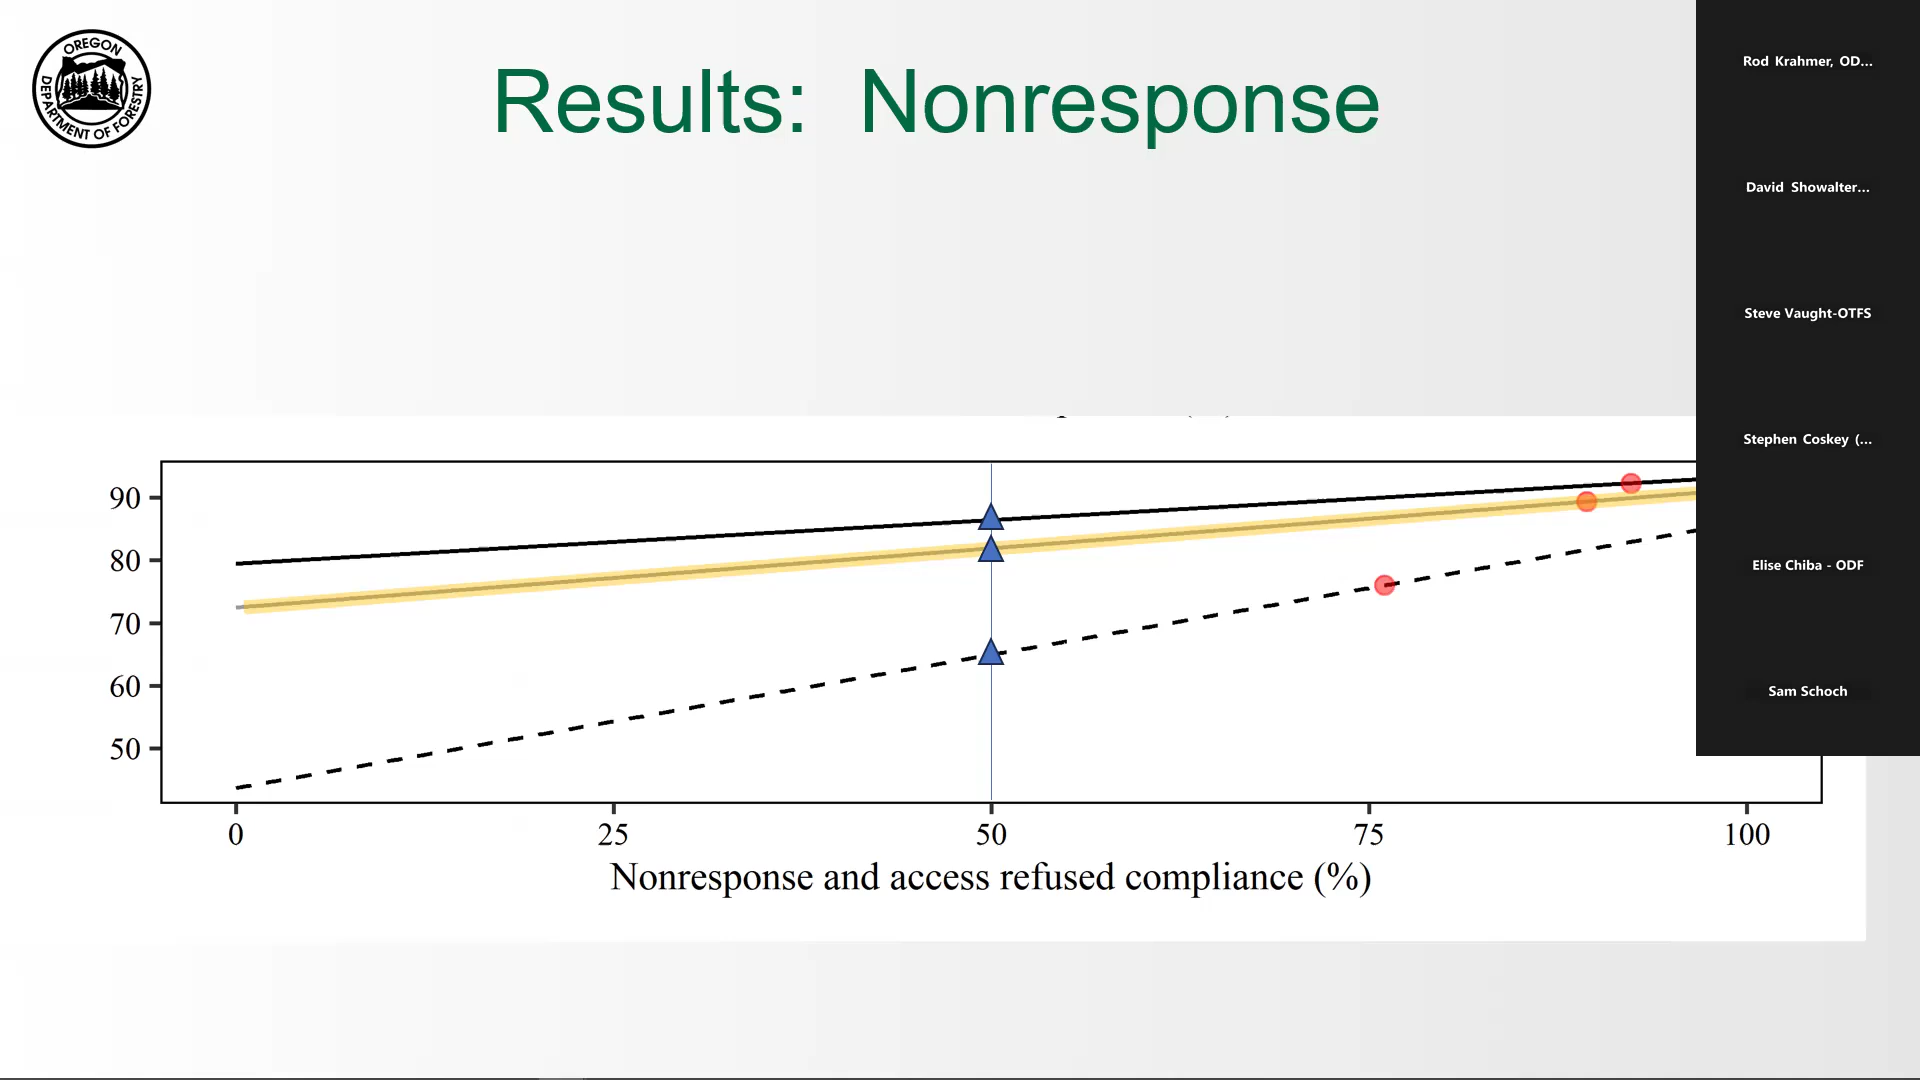 OREGON
DEPARTMENT OF FORESTRY
Results: Nonresponse
Rod Krahmer, OD...
David Showalter...
Steve Vaught-OTFS
Stephen Coskey (...
Elise Chiba - ODF
Sam Schoch
90
80
70
60
50
0 25 50 75 100
Nonresponse and access refused compliance (%)